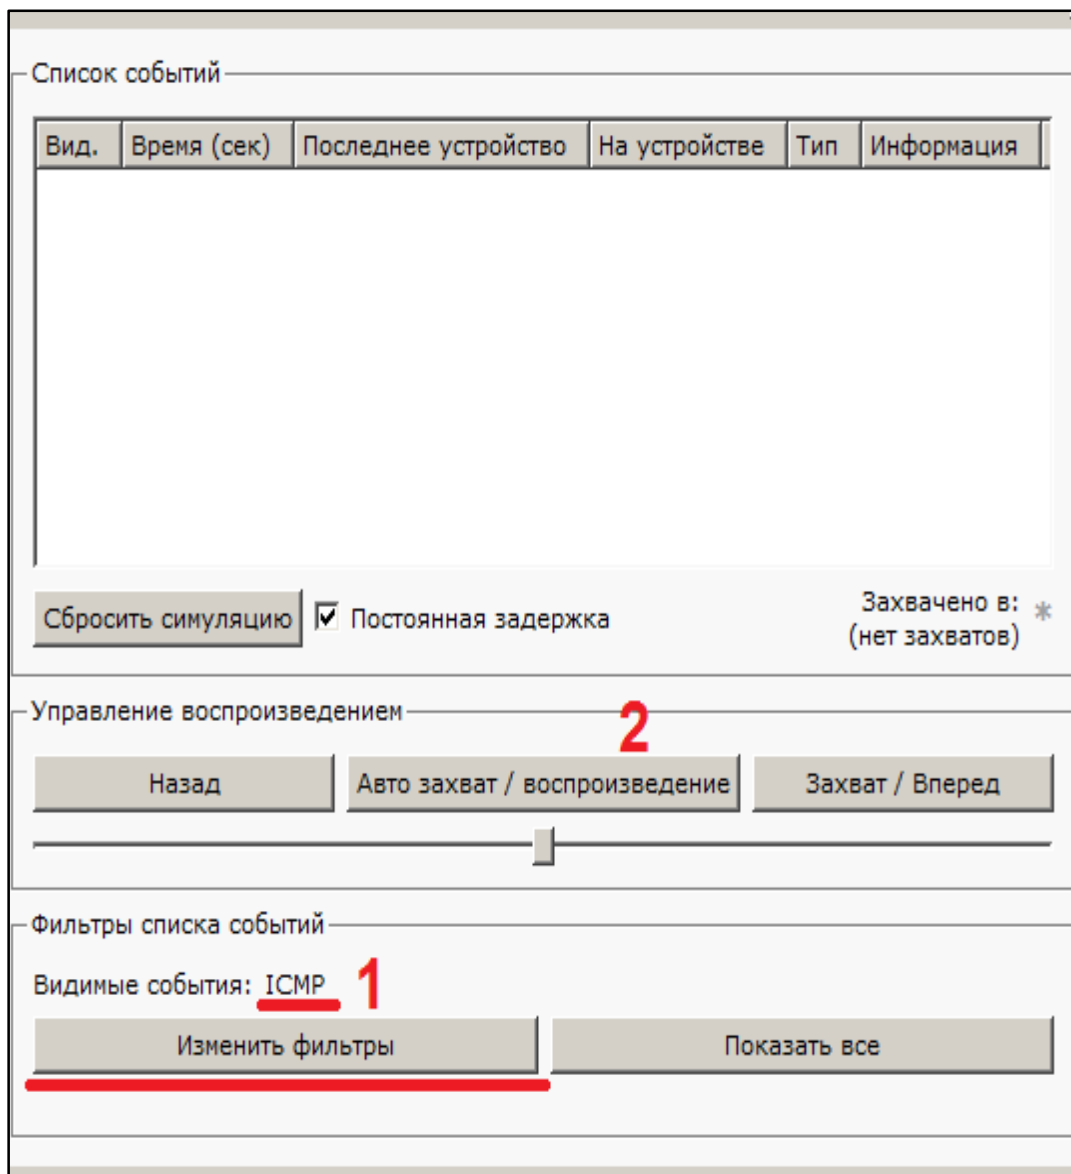 Список событий
Вид. Время (сек) Последнее устройство На устройстве Тип Информация
Сбросить симуляцию Постоянная задержка Захвачено в: *
(нет захватов)
Управление воспроизведением
2
Назад Авто захват / воспроизведение Захват / Вперед
Фильтры списка событий
Видимые события: ICMP 1
Изменить фильтры Показать все